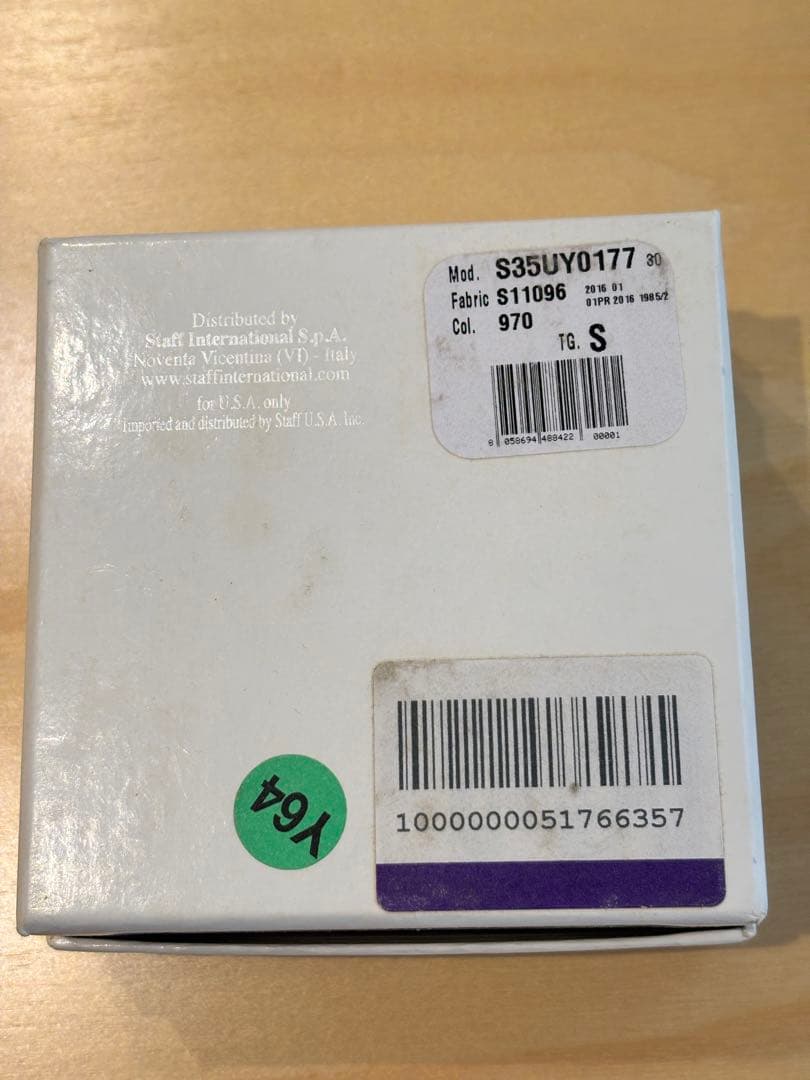 Distributed by
Staff International S.p.A.
Noventa Vicentina (VI) - Italy
www.staffinternational.com
for U.S.A. only
Imported and distributed by Staff U.S.A. Inc.
Mod. S35UY0177 30
Fabric S11096 2016 01
01PR 2016 1985/2
Col. 970
TG. S
8 058694 488422 00001
1000000051766357
Y64